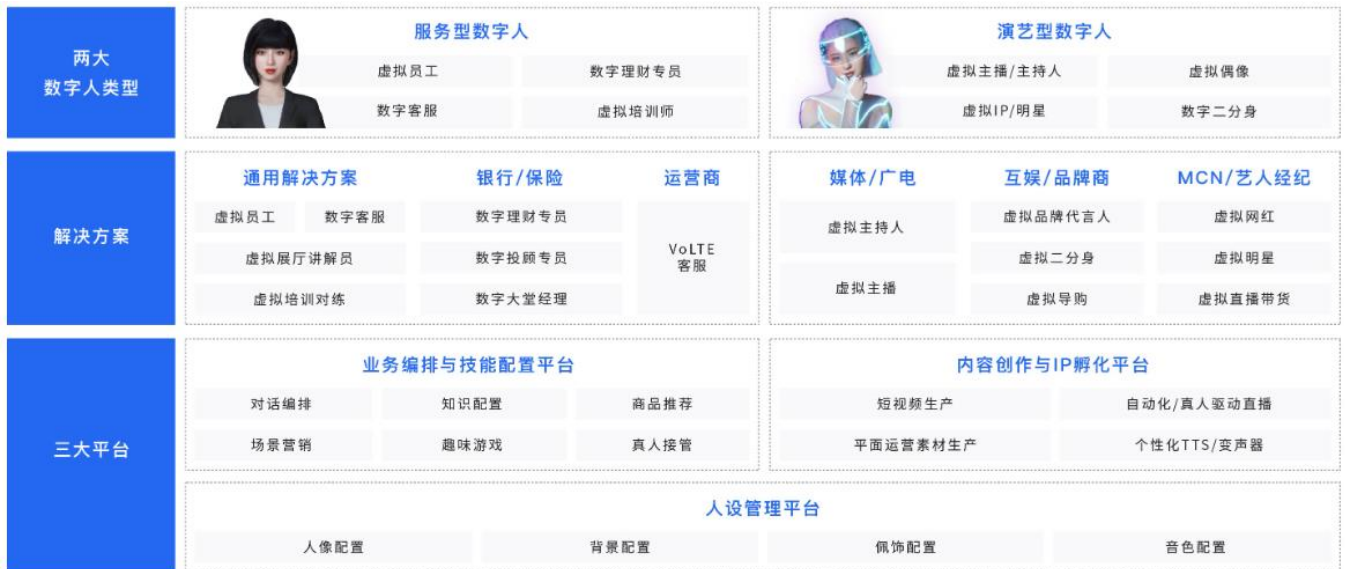 两大
数字人类型
服务型数字人
虚拟员工
数字理财专员
数字客服
虚拟培训师
演艺型数字人
虚拟主播/主持人
虚拟偶像
虚拟IP/明星
数字二分身
解决方案
通用解决方案
虚拟员工
数字客服
虚拟展厅讲解员
虚拟培训对练
银行/保险
数字理财专员
数字投顾专员
数字大堂经理
运营商
VoLTE
客服
媒体/广电
虚拟主持人
虚拟主播
互娱/品牌商
虚拟品牌代言人
虚拟二分身
虚拟导购
MCN/艺人经纪
虚拟网红
虚拟明星
虚拟直播带货
三大平台
业务编排与技能配置平台
对话编排
知识配置
商品推荐
场景营销
趣味游戏
真人接管
内容创作与IP孵化平台
短视频生产
自动化/真人驱动直播
平面运营素材生产
个性化TTS/变声器
人设管理平台
人像配置
背景配置
佩饰配置
音色配置